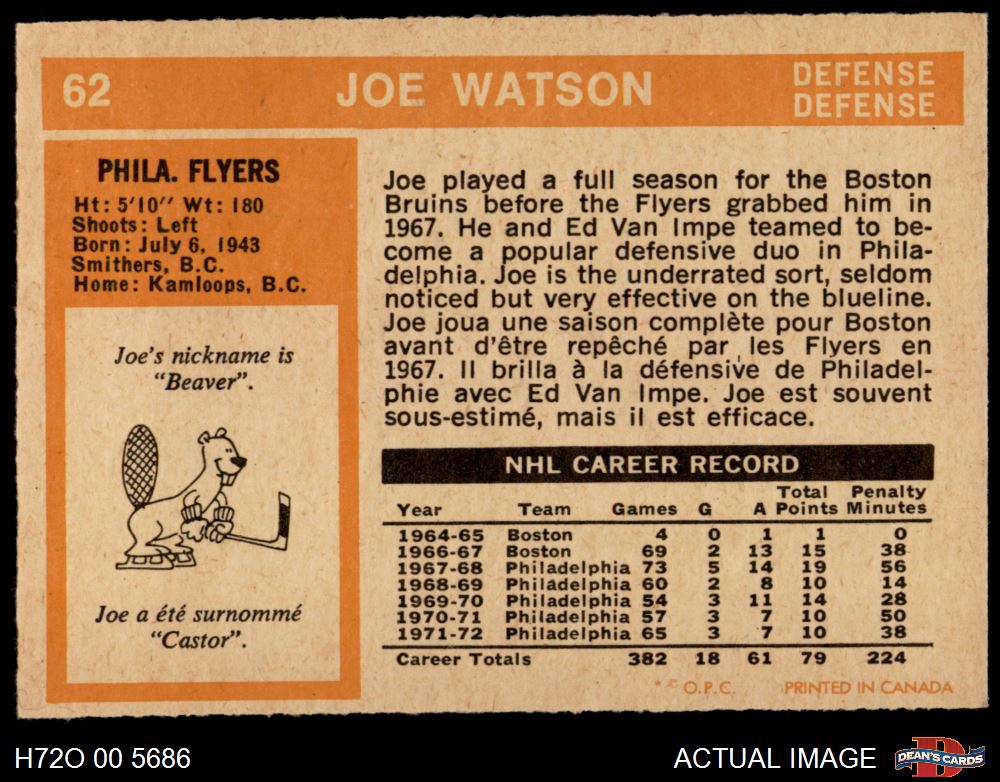 62 JOE WATSON DEFENSE
DEFENSE
PHILA. FLYERS
Ht: 5'10" Wt: 180
Shoots: Left
Born: July 6, 1943
Smithers, B.C.
Home: Kamloops, B.C.
Joe's nickname is
"Beaver".
Joe a été surnommé
"Castor".
Joe played a full season for the Boston
Bruins before the Flyers grabbed him in
1967. He and Ed Van Impe teamed to be-
come a popular defensive duo in Phila-
delphia. Joe is the underrated sort, seldom
noticed but very effective on the blueline.
Joe joua une saison complète pour Boston
avant d'être repêché par les Flyers en
1967. Il brilla à la défensive de Philadel-
phie avec Ed Van Impe. Joe est souvent
sous-estimé, mais il est efficace.
NHL CAREER RECORD
Total Penalty
Year Team Games G A Points Minutes
1964-65 Boston 4 0 1 1 0
1966-67 Boston 69 2 13 15 38
1967-68 Philadelphia 73 5 14 19 56
1968-69 Philadelphia 60 2 8 10 14
1969-70 Philadelphia 54 3 11 14 28
1970-71 Philadelphia 57 3 7 10 50
1971-72 Philadelphia 65 3 7 10 38
Career Totals 382 18 61 79 224
* © O.P.C. PRINTED IN CANADA
H72O 00 5686 ACTUAL IMAGE D DEAN'S CARDS